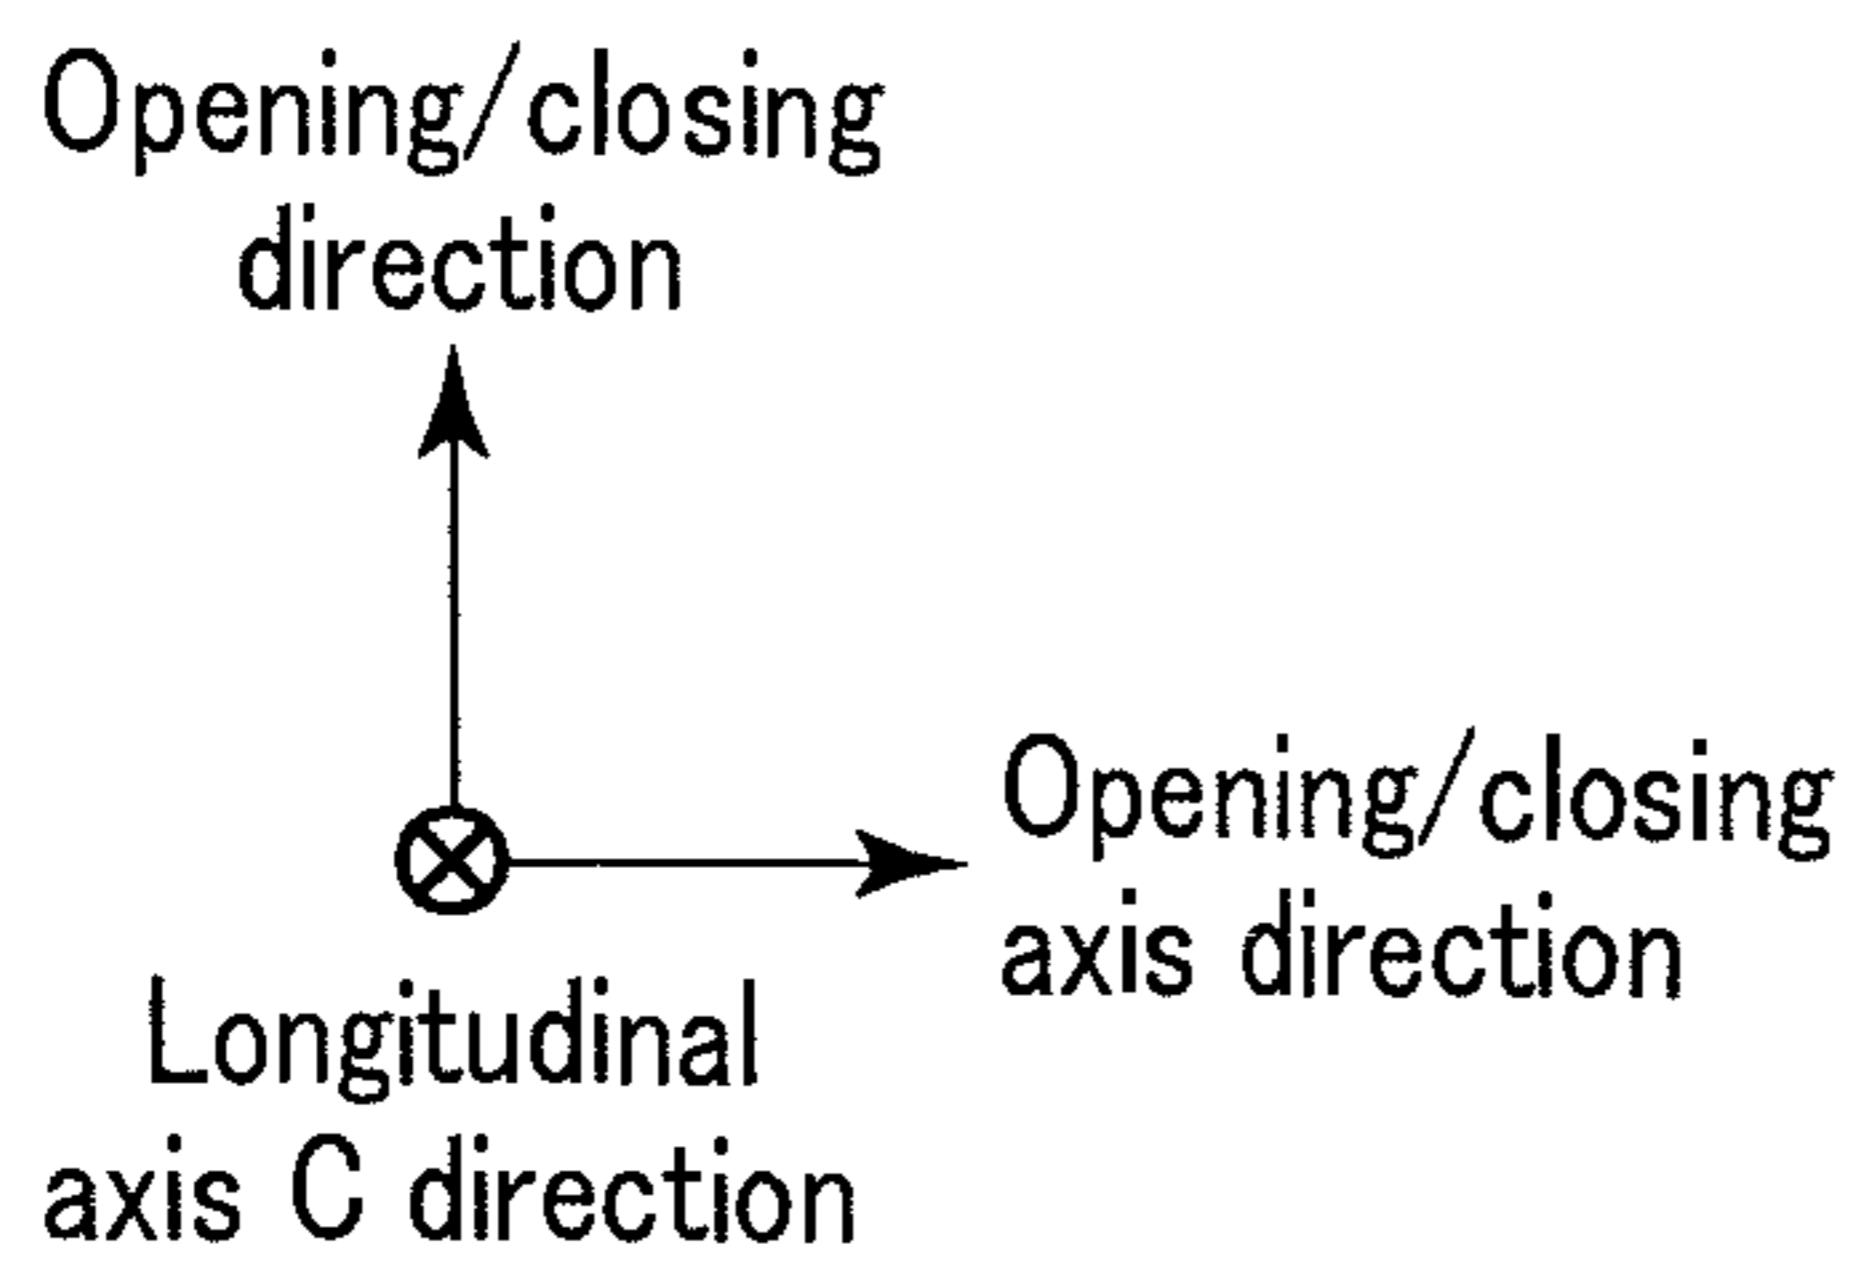 Opening/closing
direction
Opening/closing
axis direction
Longitudinal
axis C direction